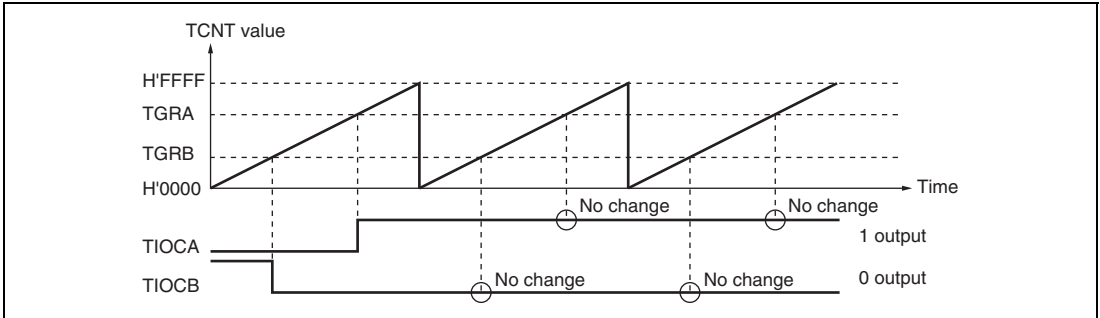 TCNT value
H'FFFF
TGRA
TGRB
H'0000
Time
No change
No change
TIOCA
1 output
No change
No change
TIOCB
0 output